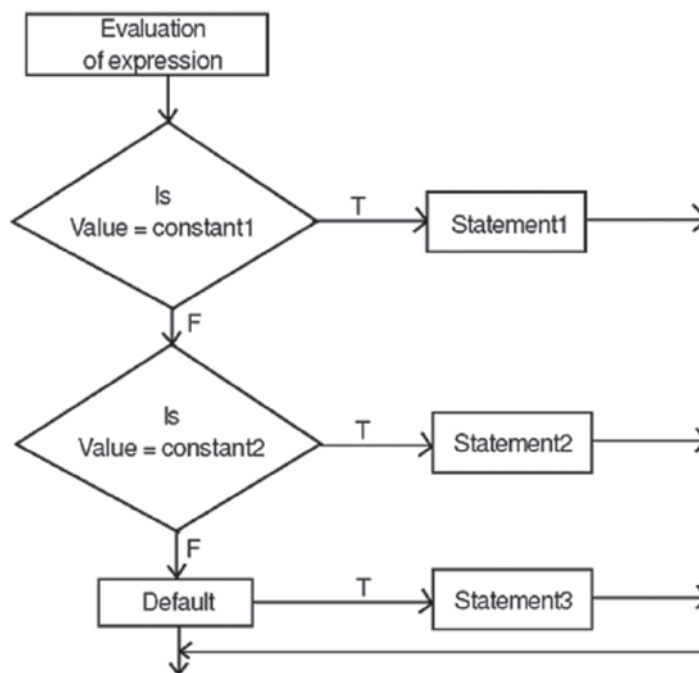 Evaluation
of expression
Is
Value = constant1
T
Statement1
F
Is
Value = constant2
T
Statement2
F
Default
T
Statement3